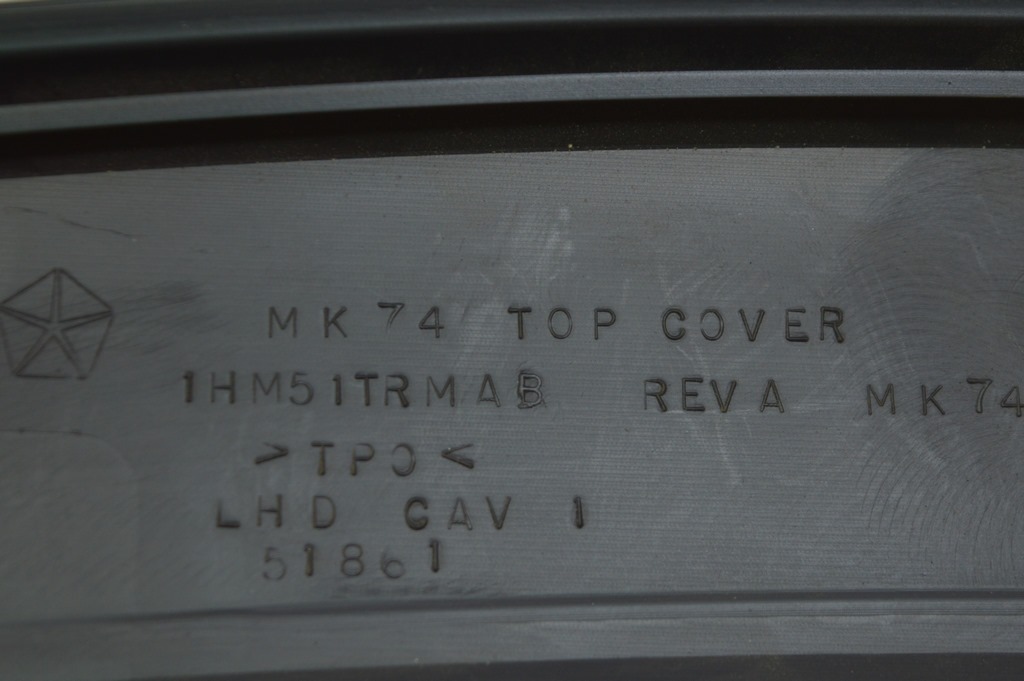 MK 74 TOP COVER
1HM51TRMAB REV A MK 74
>TPO<
LHD CAV 1
51861